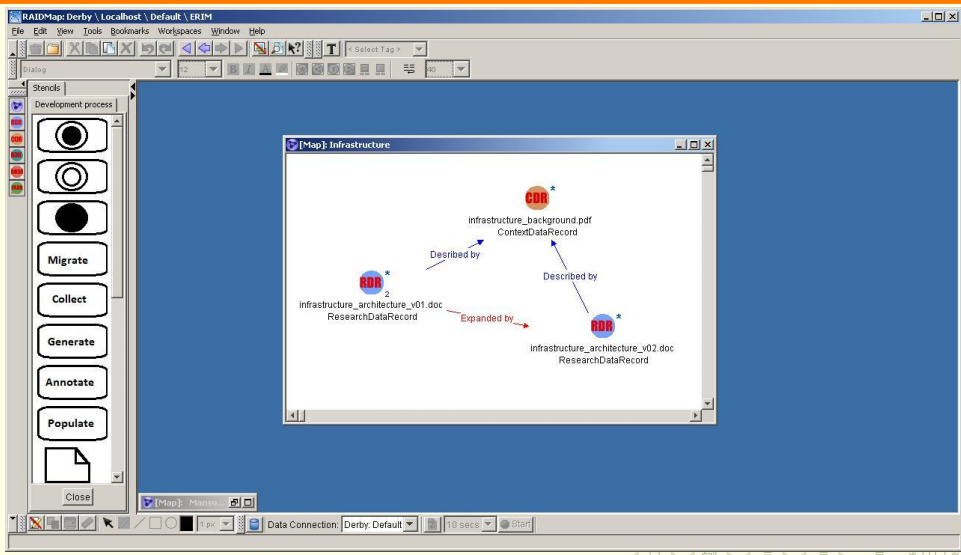 RAIDMap: Derby \ Localhost \ Default \ ERIM
File Edit View Tools Bookmarks Workspaces Window Help
T < Select Tag >
Dialog 12 B I A 40
Stencils
Development process
Migrate
Collect
Generate
Annotate
Populate
Close
[Map]: Infrastructure
CDR *
infrastructure_background.pdf
ContextDataRecord
Desribed by
Described by
RDR *
2
infrastructure_architecture_v01.doc
ResearchDataRecord
Expanded by
RDR *
infrastructure_architecture_v02.doc
ResearchDataRecord
[Map]:
1 px Data Connection: Derby: Default 10 secs Start